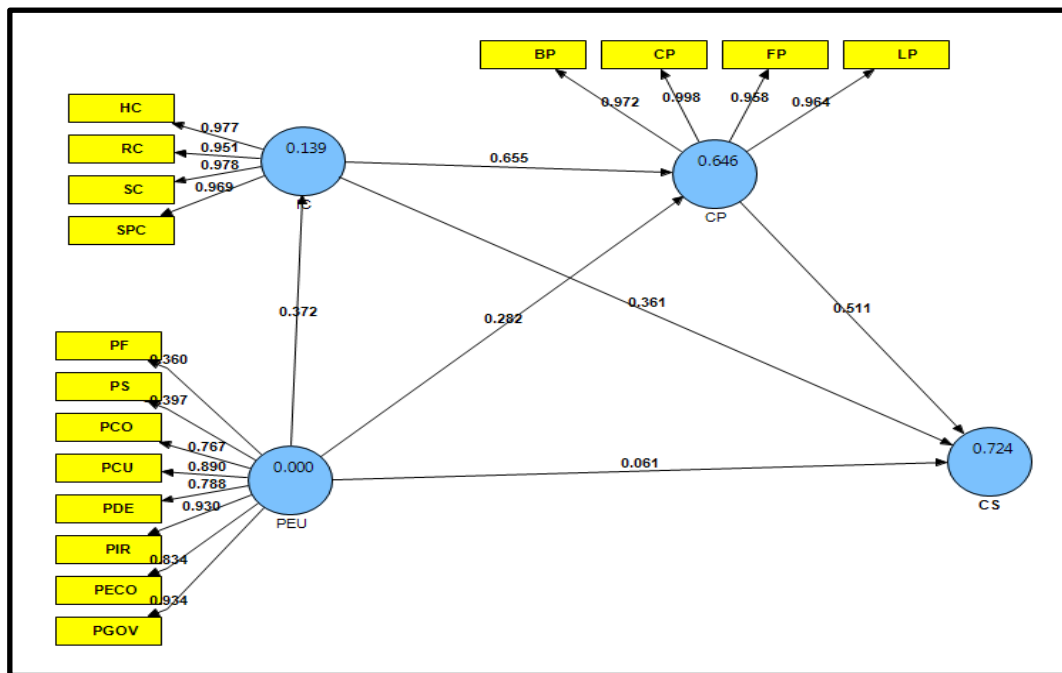 BP
CP
FP
LP
0.972
0.998
0.958
0.964
HC
RC
SC
SPC
0.977
0.951
0.978
0.969
0.139
IC
0.655
0.646
CP
0.372
0.282
0.361
0.511
PF
PS
PCO
PCU
PDE
PIR
PECO
PGOV
0.360
0.397
0.767
0.890
0.788
0.930
0.834
0.934
0.000
PEU
0.061
0.724
CS